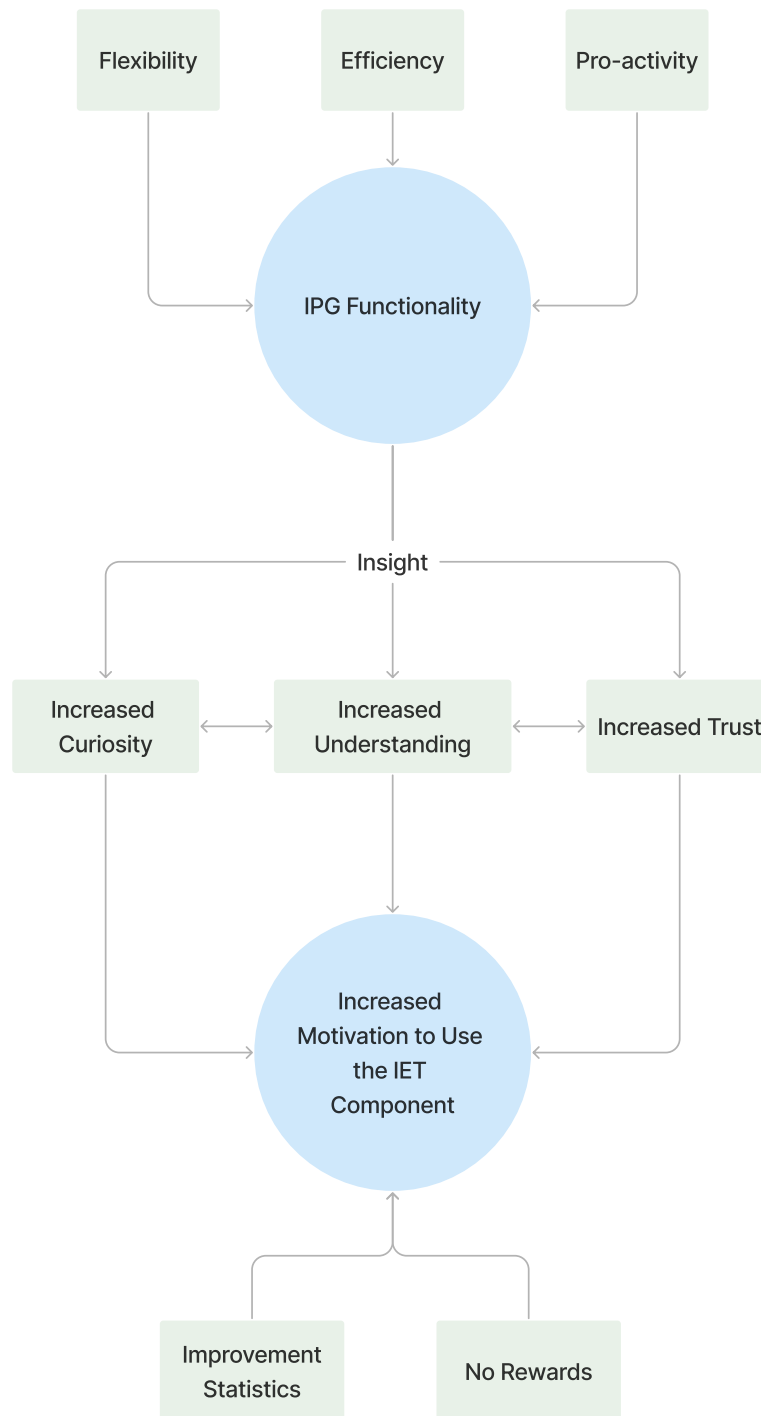 Flexibility
Efficiency
Pro-activity
IPG Functionality
Insight
Increased
Curiosity
Increased
Understanding
Increased Trust
Increased
Motivation to Use
the IET
Component
Improvement
Statistics
No Rewards